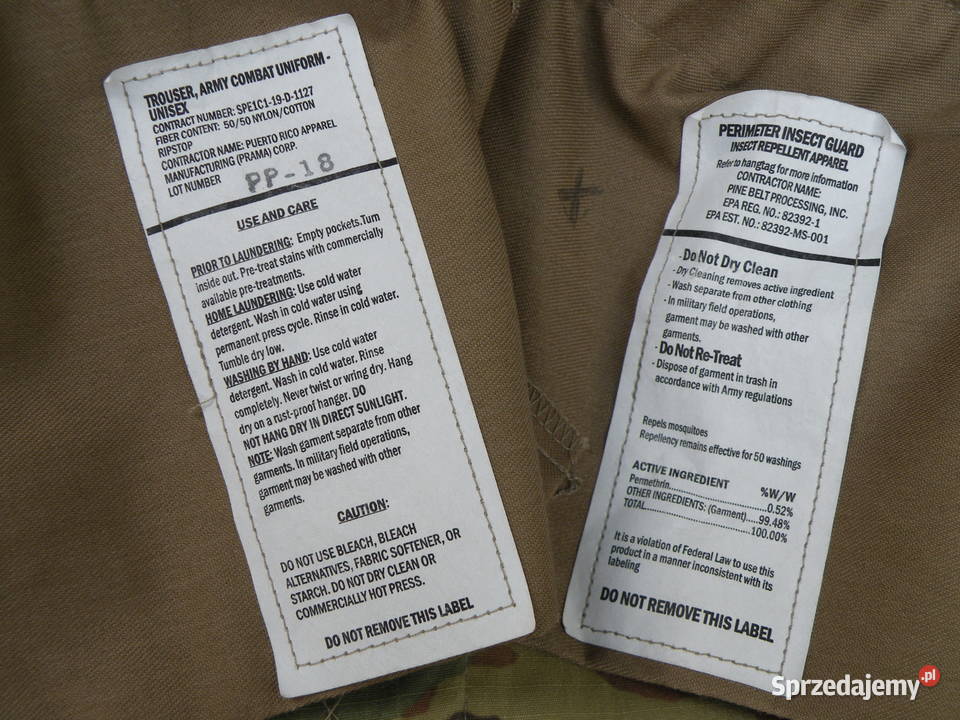 TROUSER, ARMY COMBAT UNIFORM -
UNISEX
CONTRACT NUMBER: SPE1C1-19-D-1127
FIBER CONTENT: 50/50 NYLON/COTTON
RIPSTOP
CONTRACTOR NAME: PUERTO RICO APPAREL
MANUFACTURING (PRAMA) CORP.
LOT NUMBER PP-18
USE AND CARE
PRIOR TO LAUNDERING: Empty pockets.Turn
inside out. Pre-treat stains with commercially
available pre-treatments.
HOME LAUNDERING: Use cold water
detergent. Wash in cold water using
permanent press cycle. Rinse in cold water.
Tumble dry low.
WASHING BY HAND: Use cold water
detergent. Wash in cold water. Rinse
completely. Never twist or wring dry. Hang
dry on a rust-proof hanger. DO
NOT HANG DRY IN DIRECT SUNLIGHT.
NOTE: Wash garment separate from other
garments. In military field operations,
garment may be washed with other
garments.
CAUTION:
DO NOT USE BLEACH, BLEACH
ALTERNATIVES, FABRIC SOFTENER, OR
STARCH. DO NOT DRY CLEAN OR
COMMERCIALLY HOT PRESS.
DO NOT REMOVE THIS LABEL
PERIMETER INSECT GUARD
INSECT REPELLENT APPAREL
Refer to hangtag for more information
CONTRACTOR NAME:
PINE BELT PROCESSING, INC.
EPA REG. NO.: 82392-1
EPA EST. NO.: 82392-MS-001
- Do Not Dry Clean
- Dry Cleaning removes active ingredient
- Wash separate from other clothing
- In military field operations,
garment may be washed with other
garments.
- Do Not Re-Treat
- Dispose of garment in trash in
accordance with Army regulations
Repels mosquitoes
Repellency remains effective for 50 washings
ACTIVE INGREDIENT %W/W
Permethrin..............................0.52%
OTHER INGREDIENTS: (Garment)......99.48%
TOTAL..............................100.00%
It is a violation of Federal Law to use this
product in a manner inconsistent with its
labeling
DO NOT REMOVE THIS LABEL
Sprzedajemy.pl